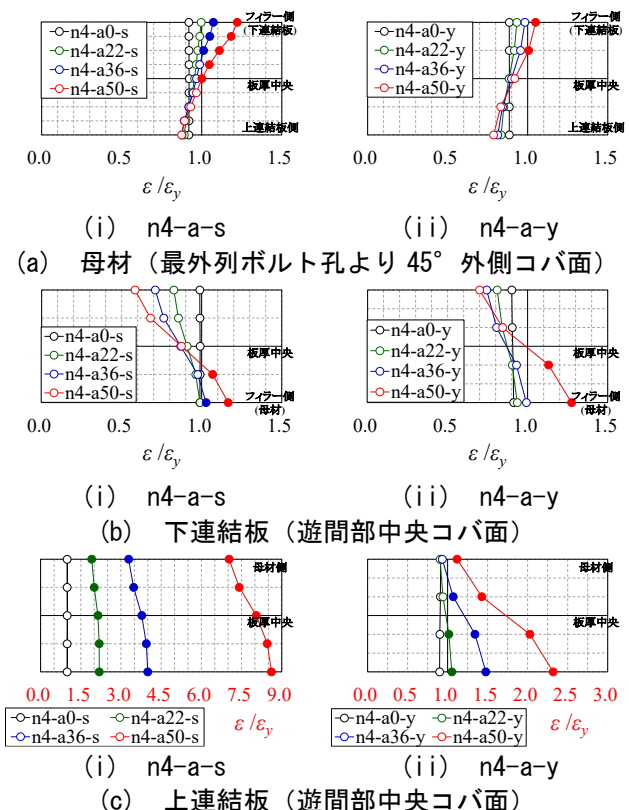 n4-a0-s
n4-a22-s
n4-a36-s
n4-a50-s
フィラー側
(下連結板)
板厚中央
上連結板側
0.0 0.5 1.0 1.5
ε/εy
n4-a0-y
n4-a22-y
n4-a36-y
n4-a50-y
フィラー側
(下連結板)
板厚中央
上連結板側
0.0 0.5 1.0 1.5
ε/εy
(i) n4-a-s
(ii) n4-a-y
(a) 母材（最外列ボルト孔より 45° 外側コバ面）
n4-a0-s
n4-a22-s
n4-a36-s
n4-a50-s
板厚中央
フィラー側
(母材)
0.0 0.5 1.0 1.5
ε/εy
n4-a0-y
n4-a22-y
n4-a36-y
n4-a50-y
板厚中央
フィラー側
(母材)
0.0 0.5 1.0 1.5
ε/εy
(i) n4-a-s
(ii) n4-a-y
(b) 下連結板（遊間部中央コバ面）
母材側
板厚中央
0.0 1.5 3.0 4.5 6.0 7.5 9.0
n4-a0-s n4-a22-s
n4-a36-s n4-a50-s
ε/εy
母材側
板厚中央
0.0 0.5 1.0 1.5 2.0 2.5 3.0
n4-a0-y n4-a22-y
n4-a36-y n4-a50-y
ε/εy
(i) n4-a-s
(ii) n4-a-y
(c) 上連結板（遊間部中央コバ面）